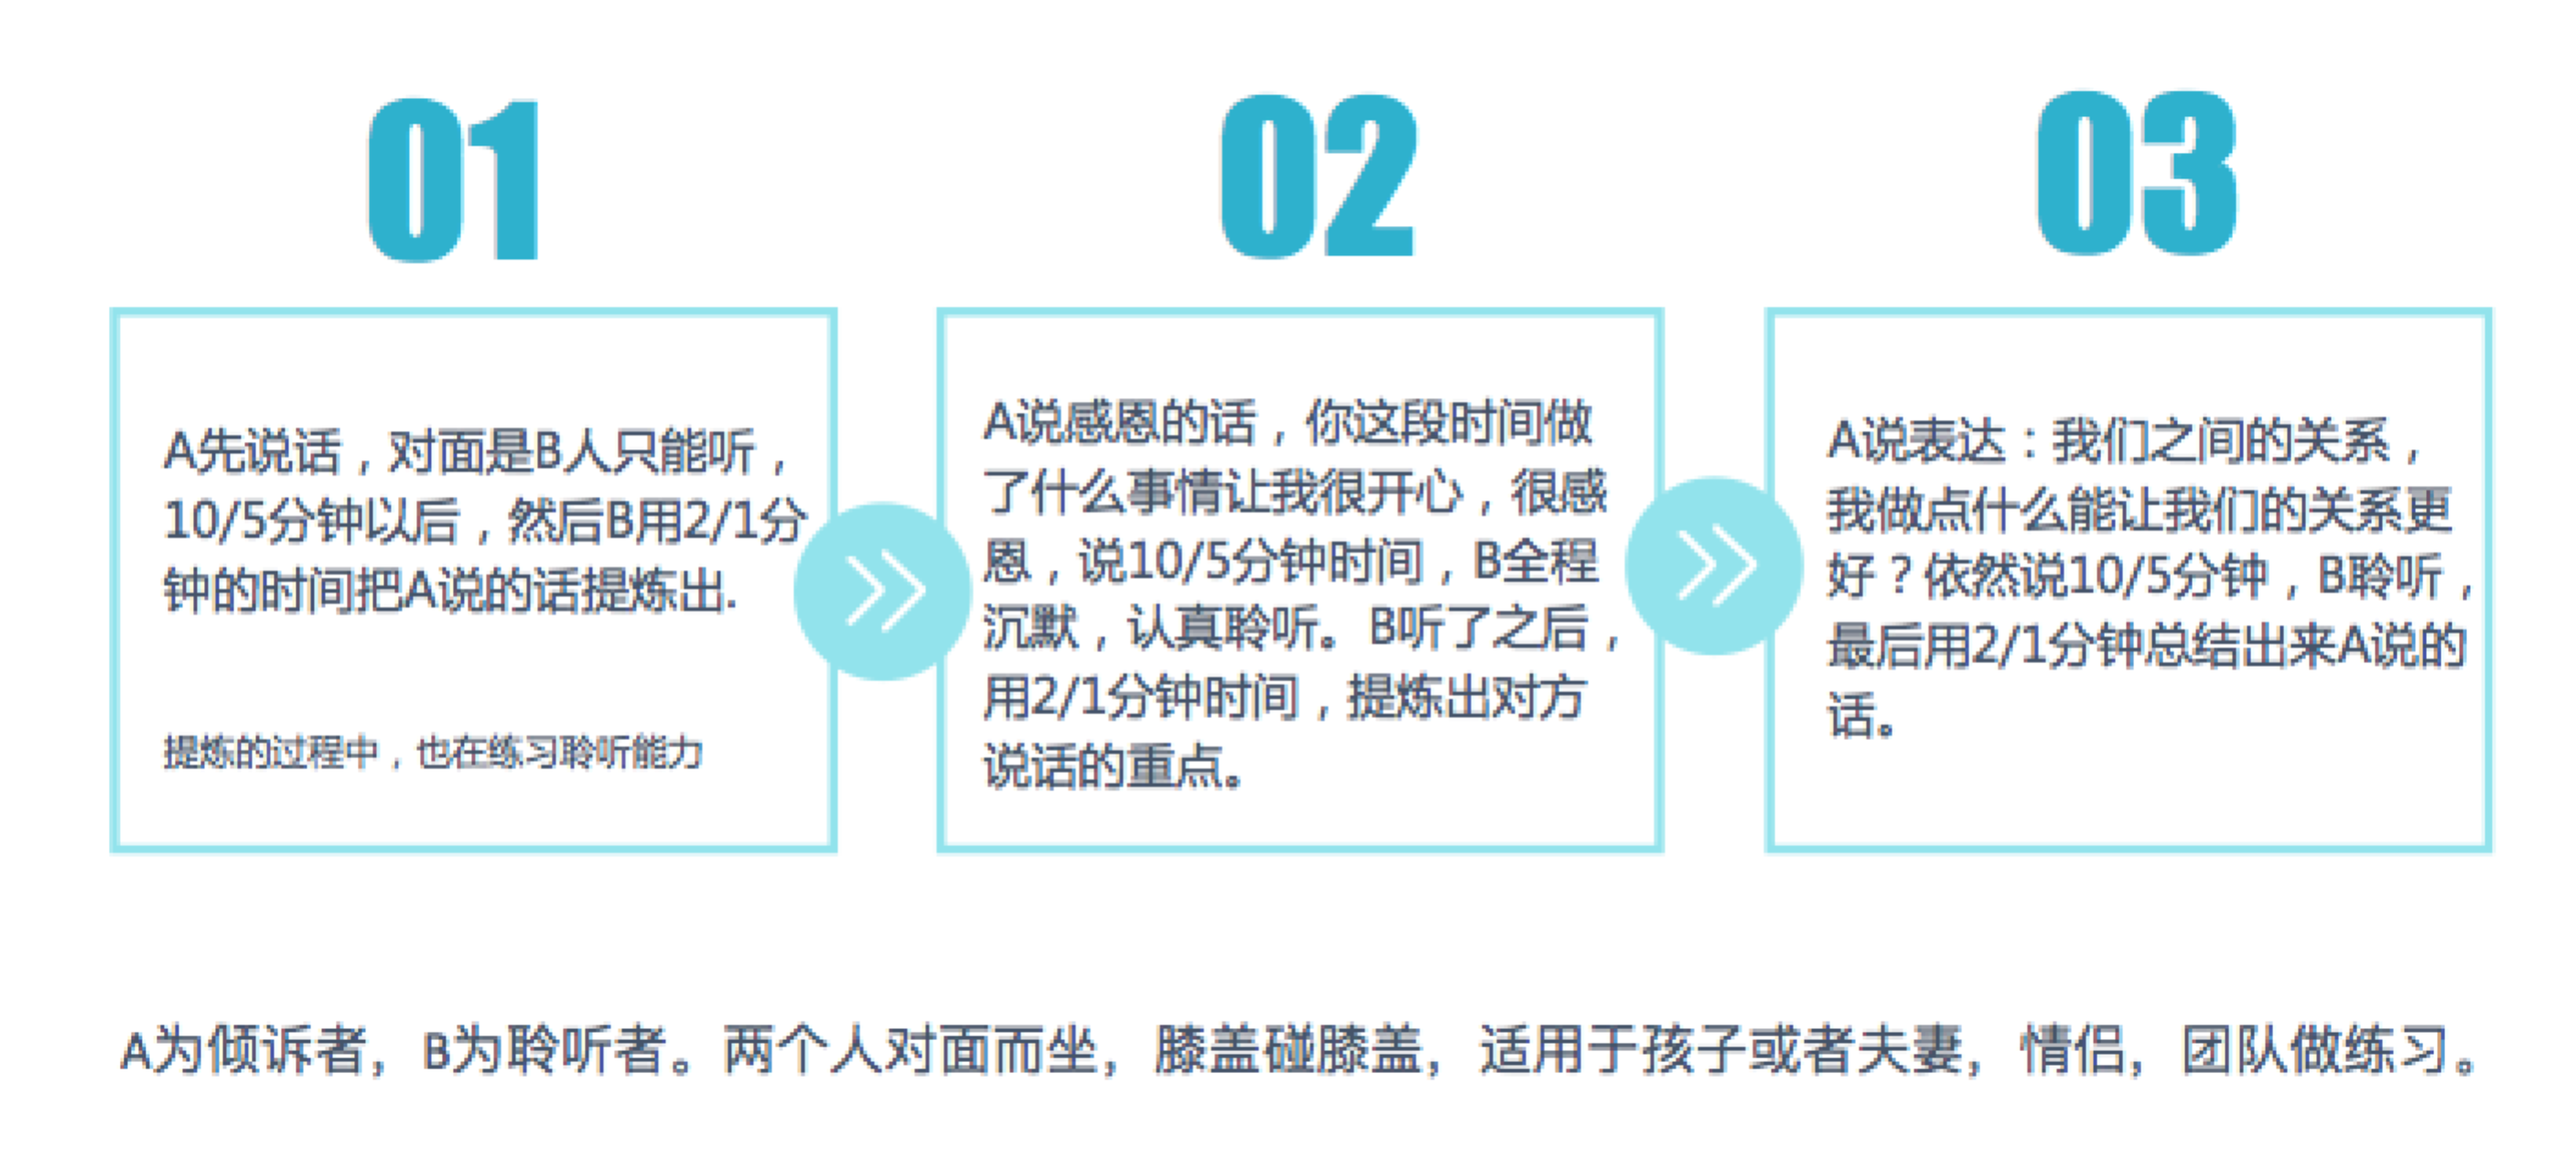 01
A先说话，对面是B人只能听，
10/5分钟以后，然后B用2/1分
钟的时间把A说的话提炼出.
提炼的过程中，也在练习聆听能力
02
A说感恩的话，你这段时间做
了什么事情让我很开心，很感
恩，说10/5分钟时间，B全程
沉默，认真聆听。B听了之后，
用2/1分钟时间，提炼出对方
说话的重点。
03
A说表达：我们之间的关系，
我做点什么能让我们的关系更
好？依然说10/5分钟，B聆听，
最后用2/1分钟总结出来A说的
话。
A为倾诉者，B为聆听者。两个人对面而坐，膝盖碰膝盖，适用于孩子或者夫妻，情侣，团队做练习。